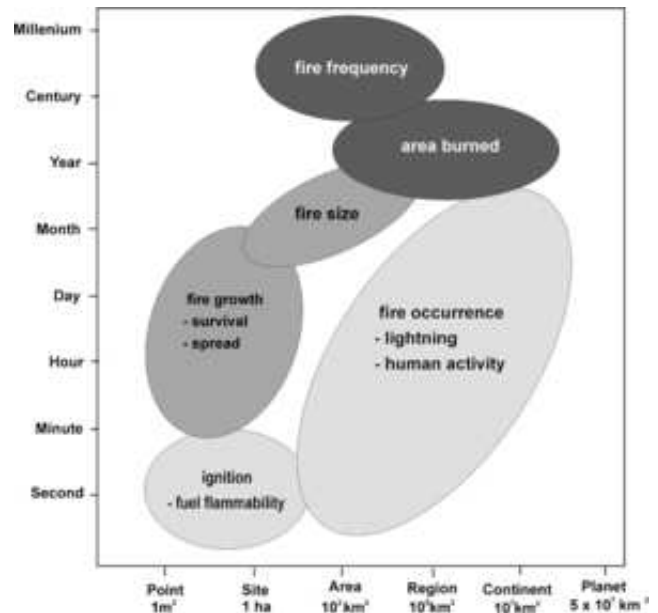 Millenium
Century
Year
Month
Day
Hour
Minute
Second
fire frequency
area burned
fire size
fire growth
- survival
- spread
fire occurrence
- lightning
- human activity
ignition
- fuel flammability
Point
1m²
Site
1 ha
Area
Region
Continent
Planet